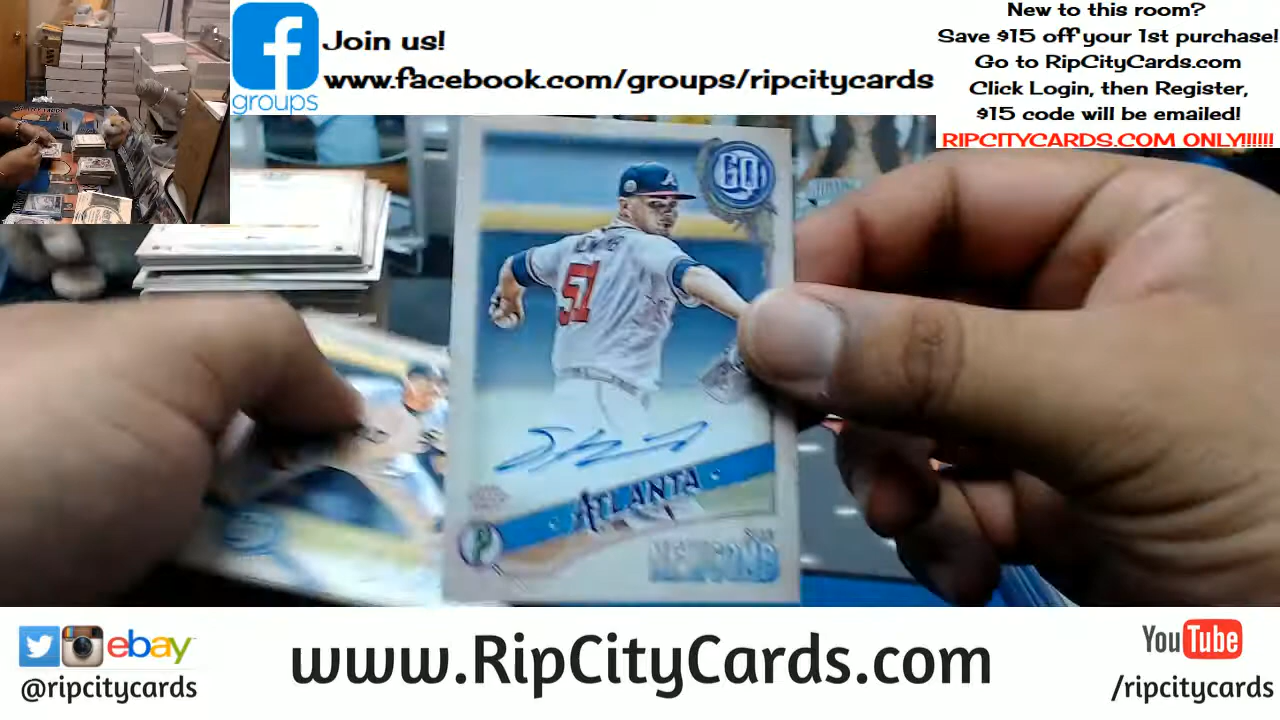 f
groups
Join us!
www.facebook.com/groups/ripcitycards
New to this room?
Save $15 off your 1st purchase!
Go to RipCityCards.com
Click Login, then Register,
$15 code will be emailed!
RIPCITYCARDS.COM ONLY!!!!!!
GQ
A
51
ATLANTA
P
NEWCOMB
ebay
@ripcitycards
www.RipCityCards.com
YouTube
/ripcitycards